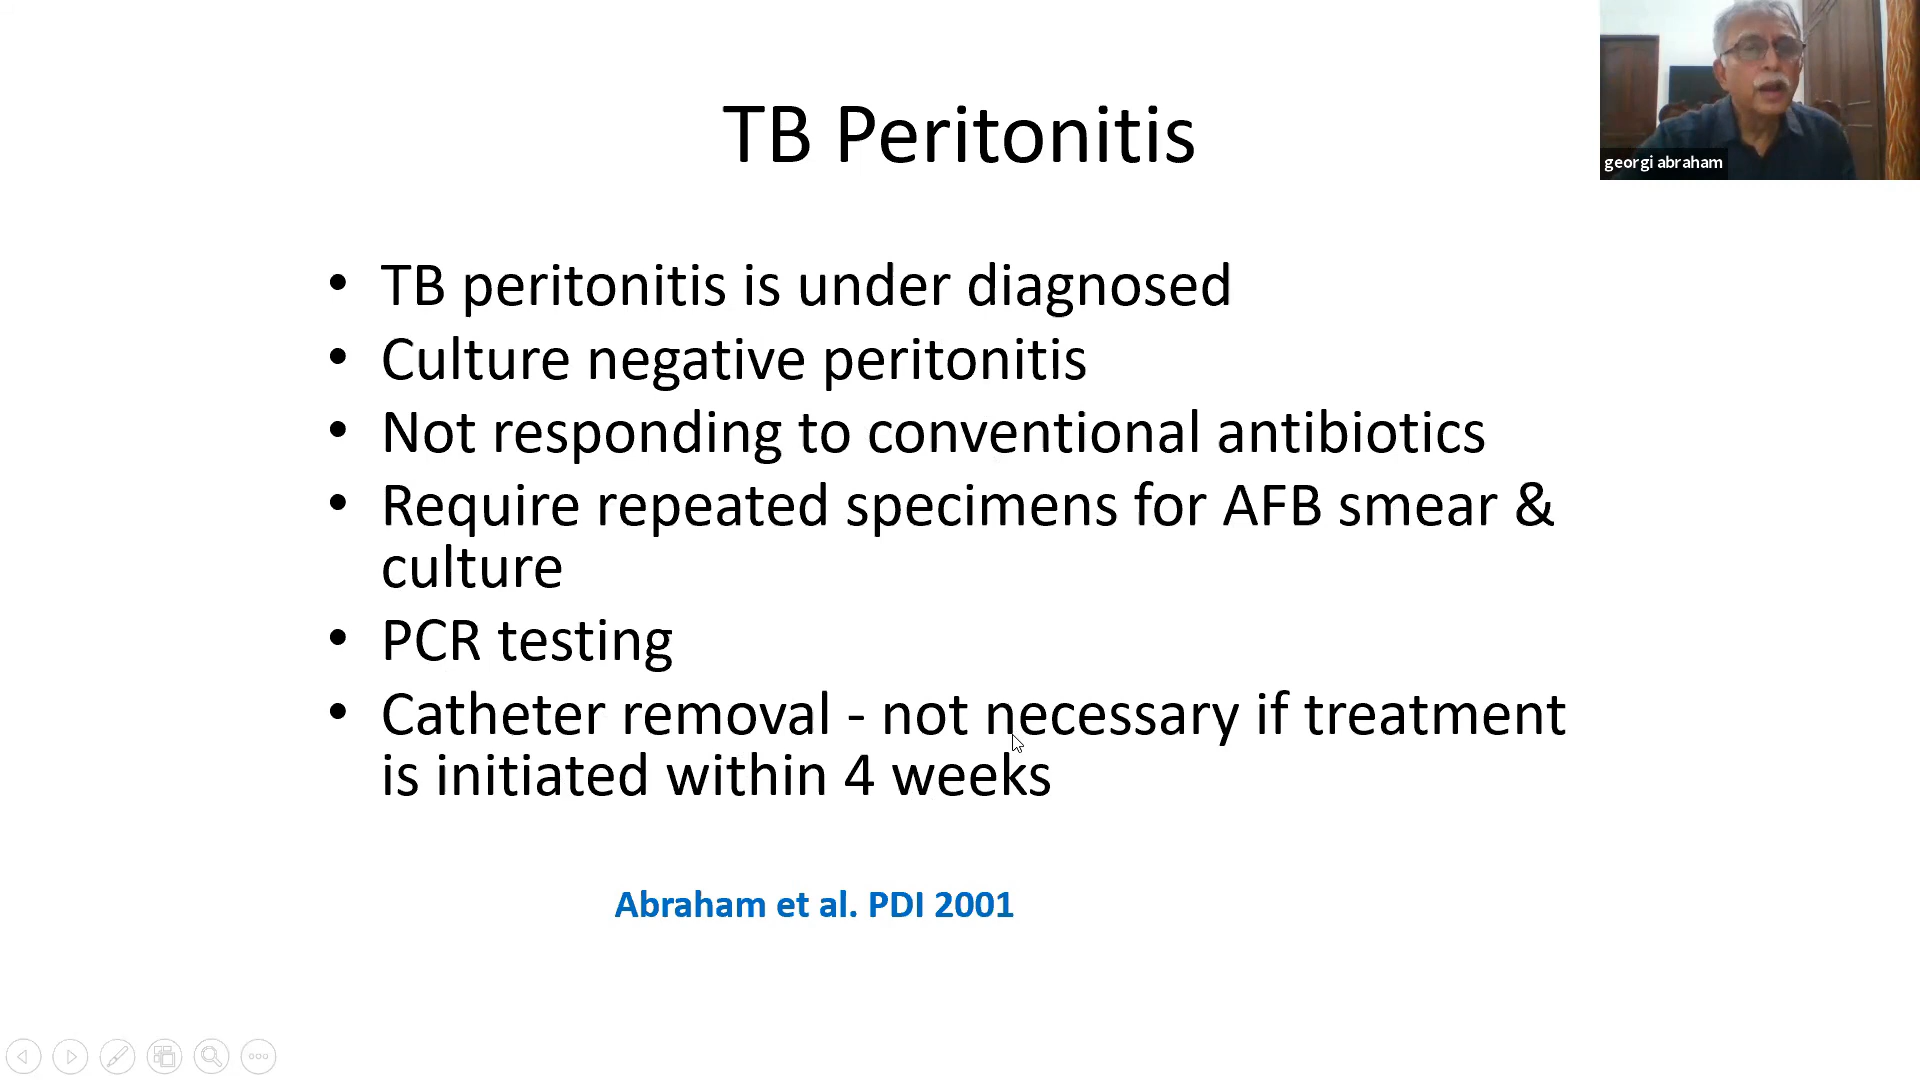 TB Peritonitis
georgi abraham
• TB peritonitis is under diagnosed
• Culture negative peritonitis
• Not responding to conventional antibiotics
• Require repeated specimens for AFB smear &
culture
• PCR testing
• Catheter removal - not necessary if treatment
is initiated within 4 weeks
Abraham et al. PDI 2001